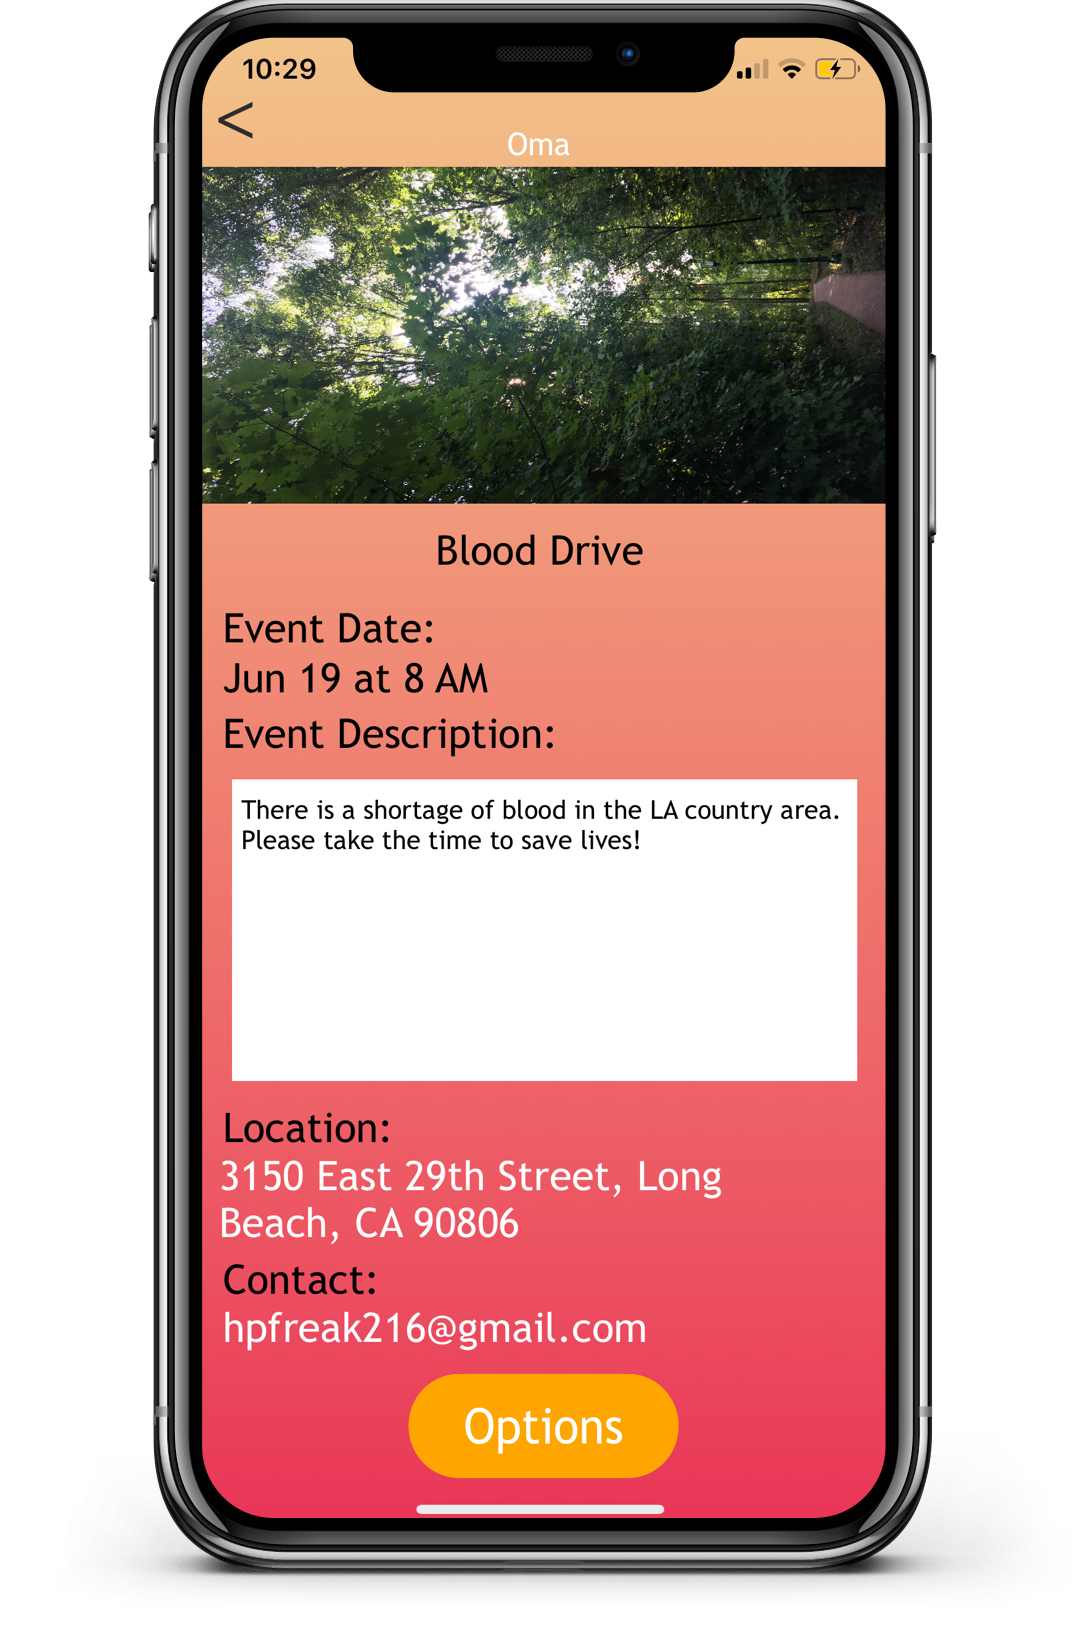 10:29
<
Oma
Blood Drive
Event Date:
Jun 19 at 8 AM
Event Description:
There is a shortage of blood in the LA country area.
Please take the time to save lives!
Location:
3150 East 29th Street, Long
Beach, CA 90806
Contact:
hpfreak216@gmail.com
Options